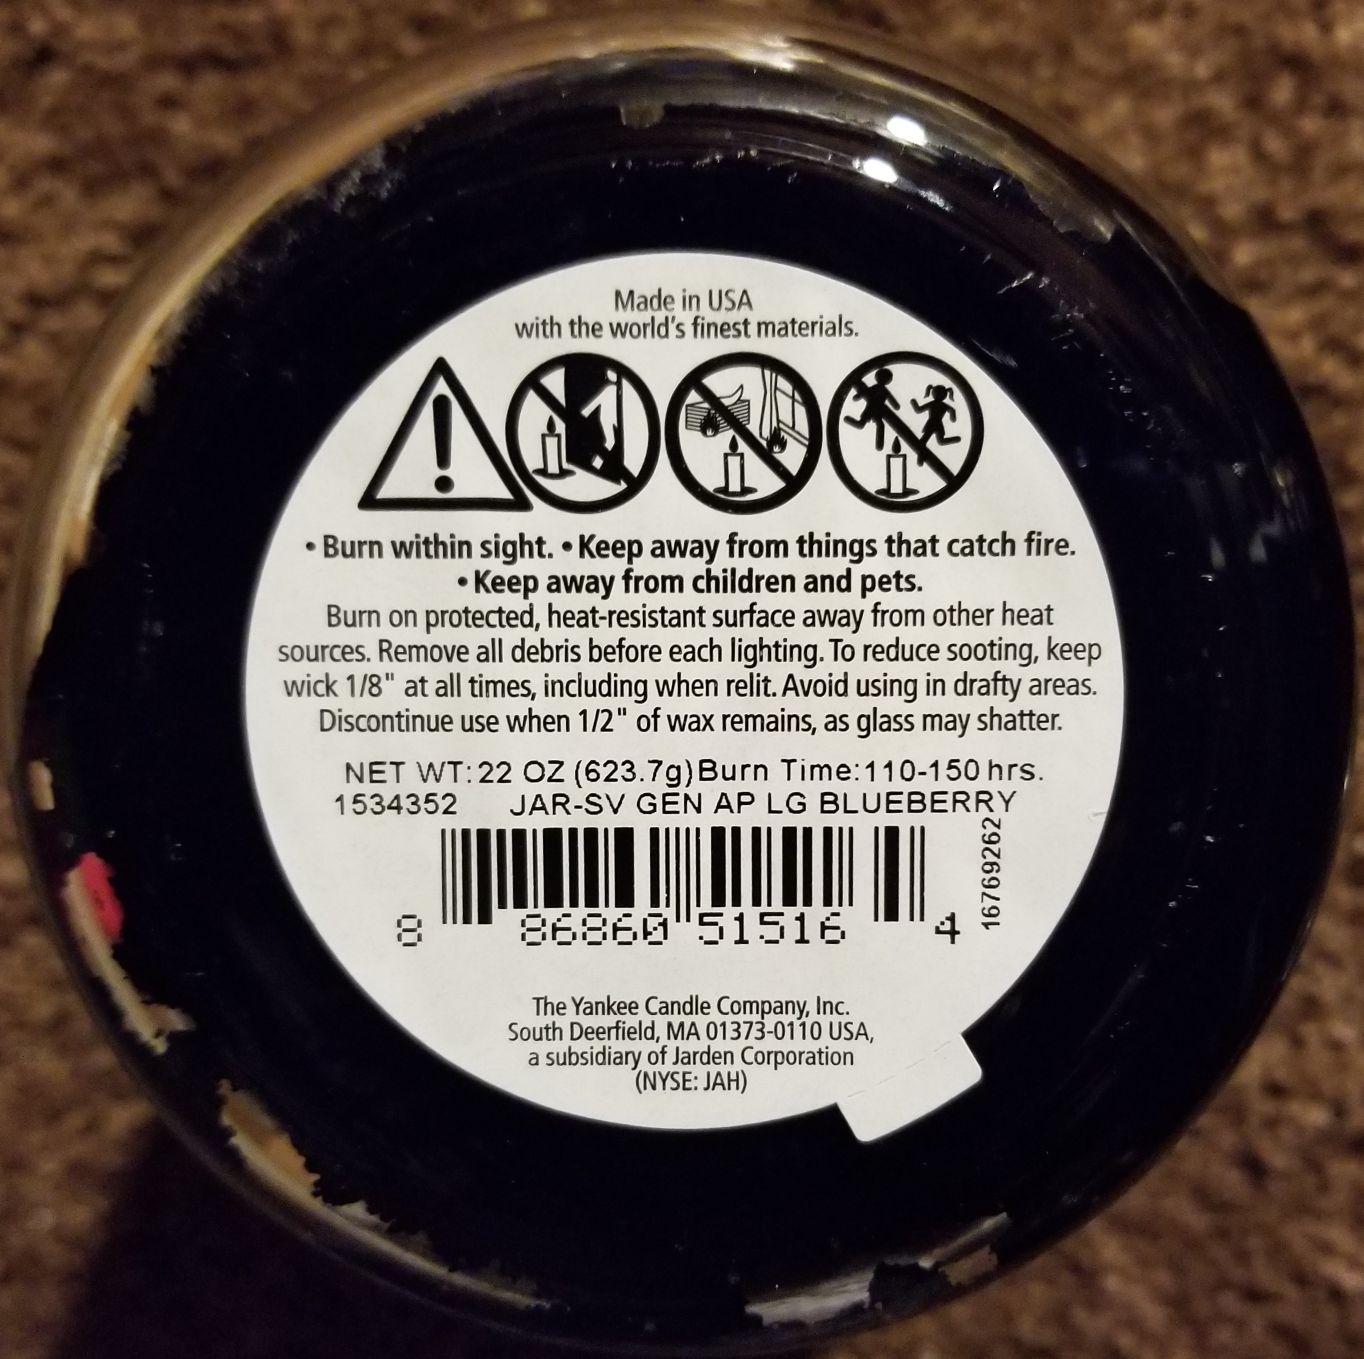 Made in USA
with the world's finest materials.
• Burn within sight. • Keep away from things that catch fire.
• Keep away from children and pets.
Burn on protected, heat-resistant surface away from other heat
sources. Remove all debris before each lighting. To reduce sooting, keep
wick 1/8" at all times, including when relit. Avoid using in drafty areas.
Discontinue use when 1/2" of wax remains, as glass may shatter.
NET WT: 22 OZ (623.7g) Burn Time: 110-150 hrs.
1534352 JAR-SV GEN AP LG BLUEBERRY
16769262
8 86860 51516 4
The Yankee Candle Company, Inc.
South Deerfield, MA 01373-0110 USA,
a subsidiary of Jarden Corporation
(NYSE: JAH)